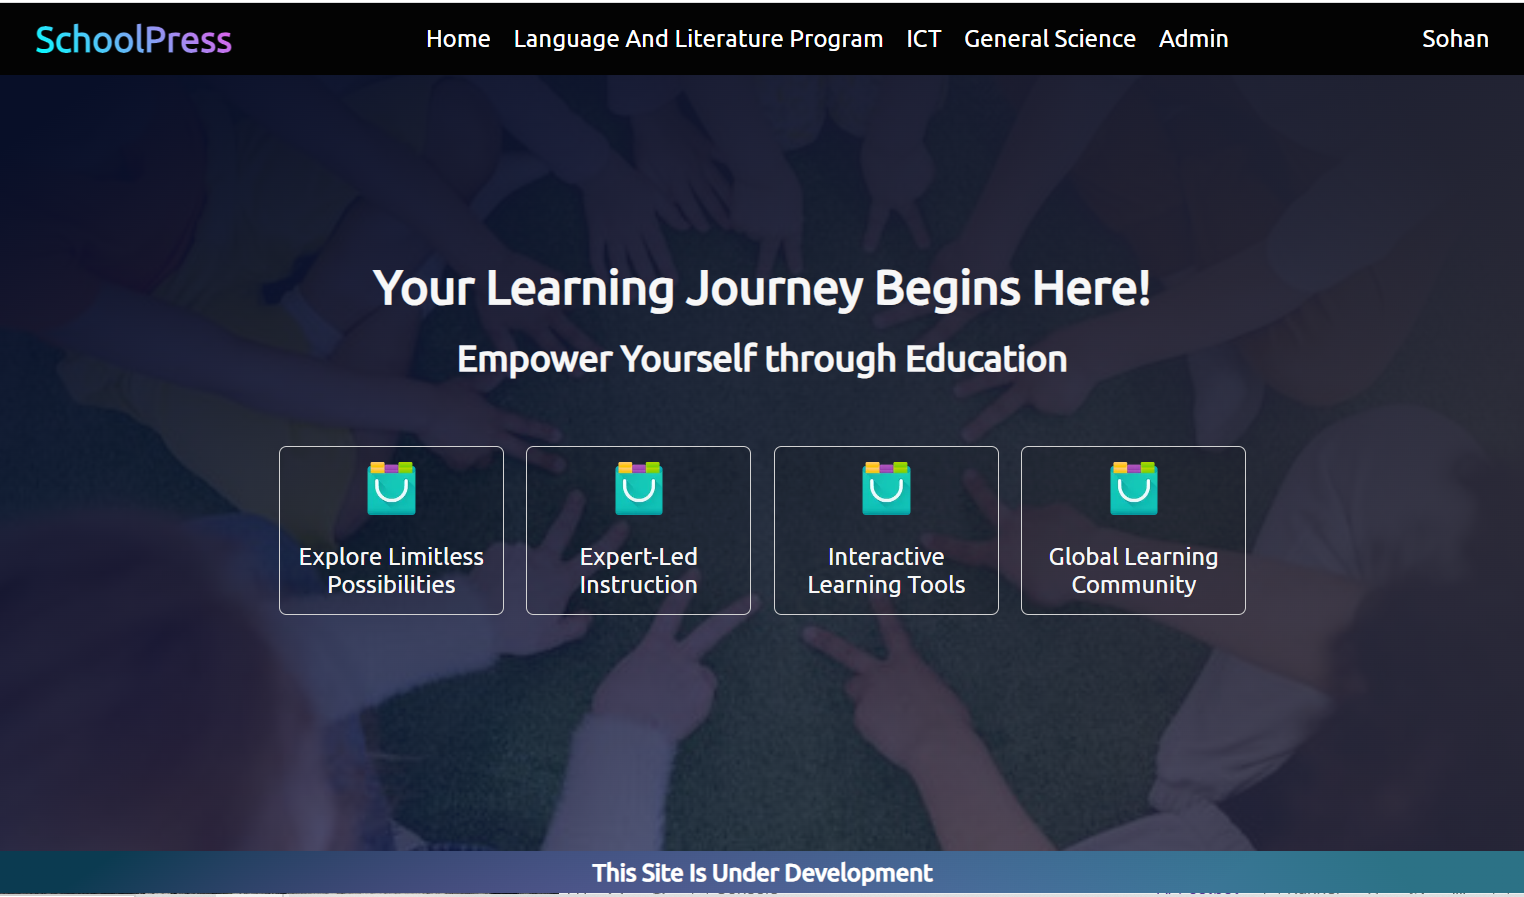 SchoolPress
Home Language And Literature Program ICT General Science Admin Sohan
Your Learning Journey Begins Here!
Empower Yourself through Education
Explore Limitless
Possibilities
Expert-Led
Instruction
Interactive
Learning Tools
Global Learning
Community
This Site Is Under Development